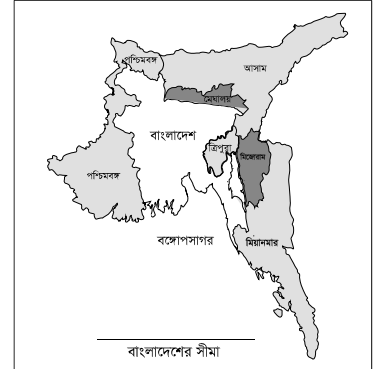 পশ্চিমবঙ্গ
আসাম
মেঘালয়
বাংলাদেশ
ত্রিপুরা
মিজোরাম
পশ্চিমবঙ্গ
বঙ্গোপসাগর
মিয়ানমার
বাংলাদেশের সীমা